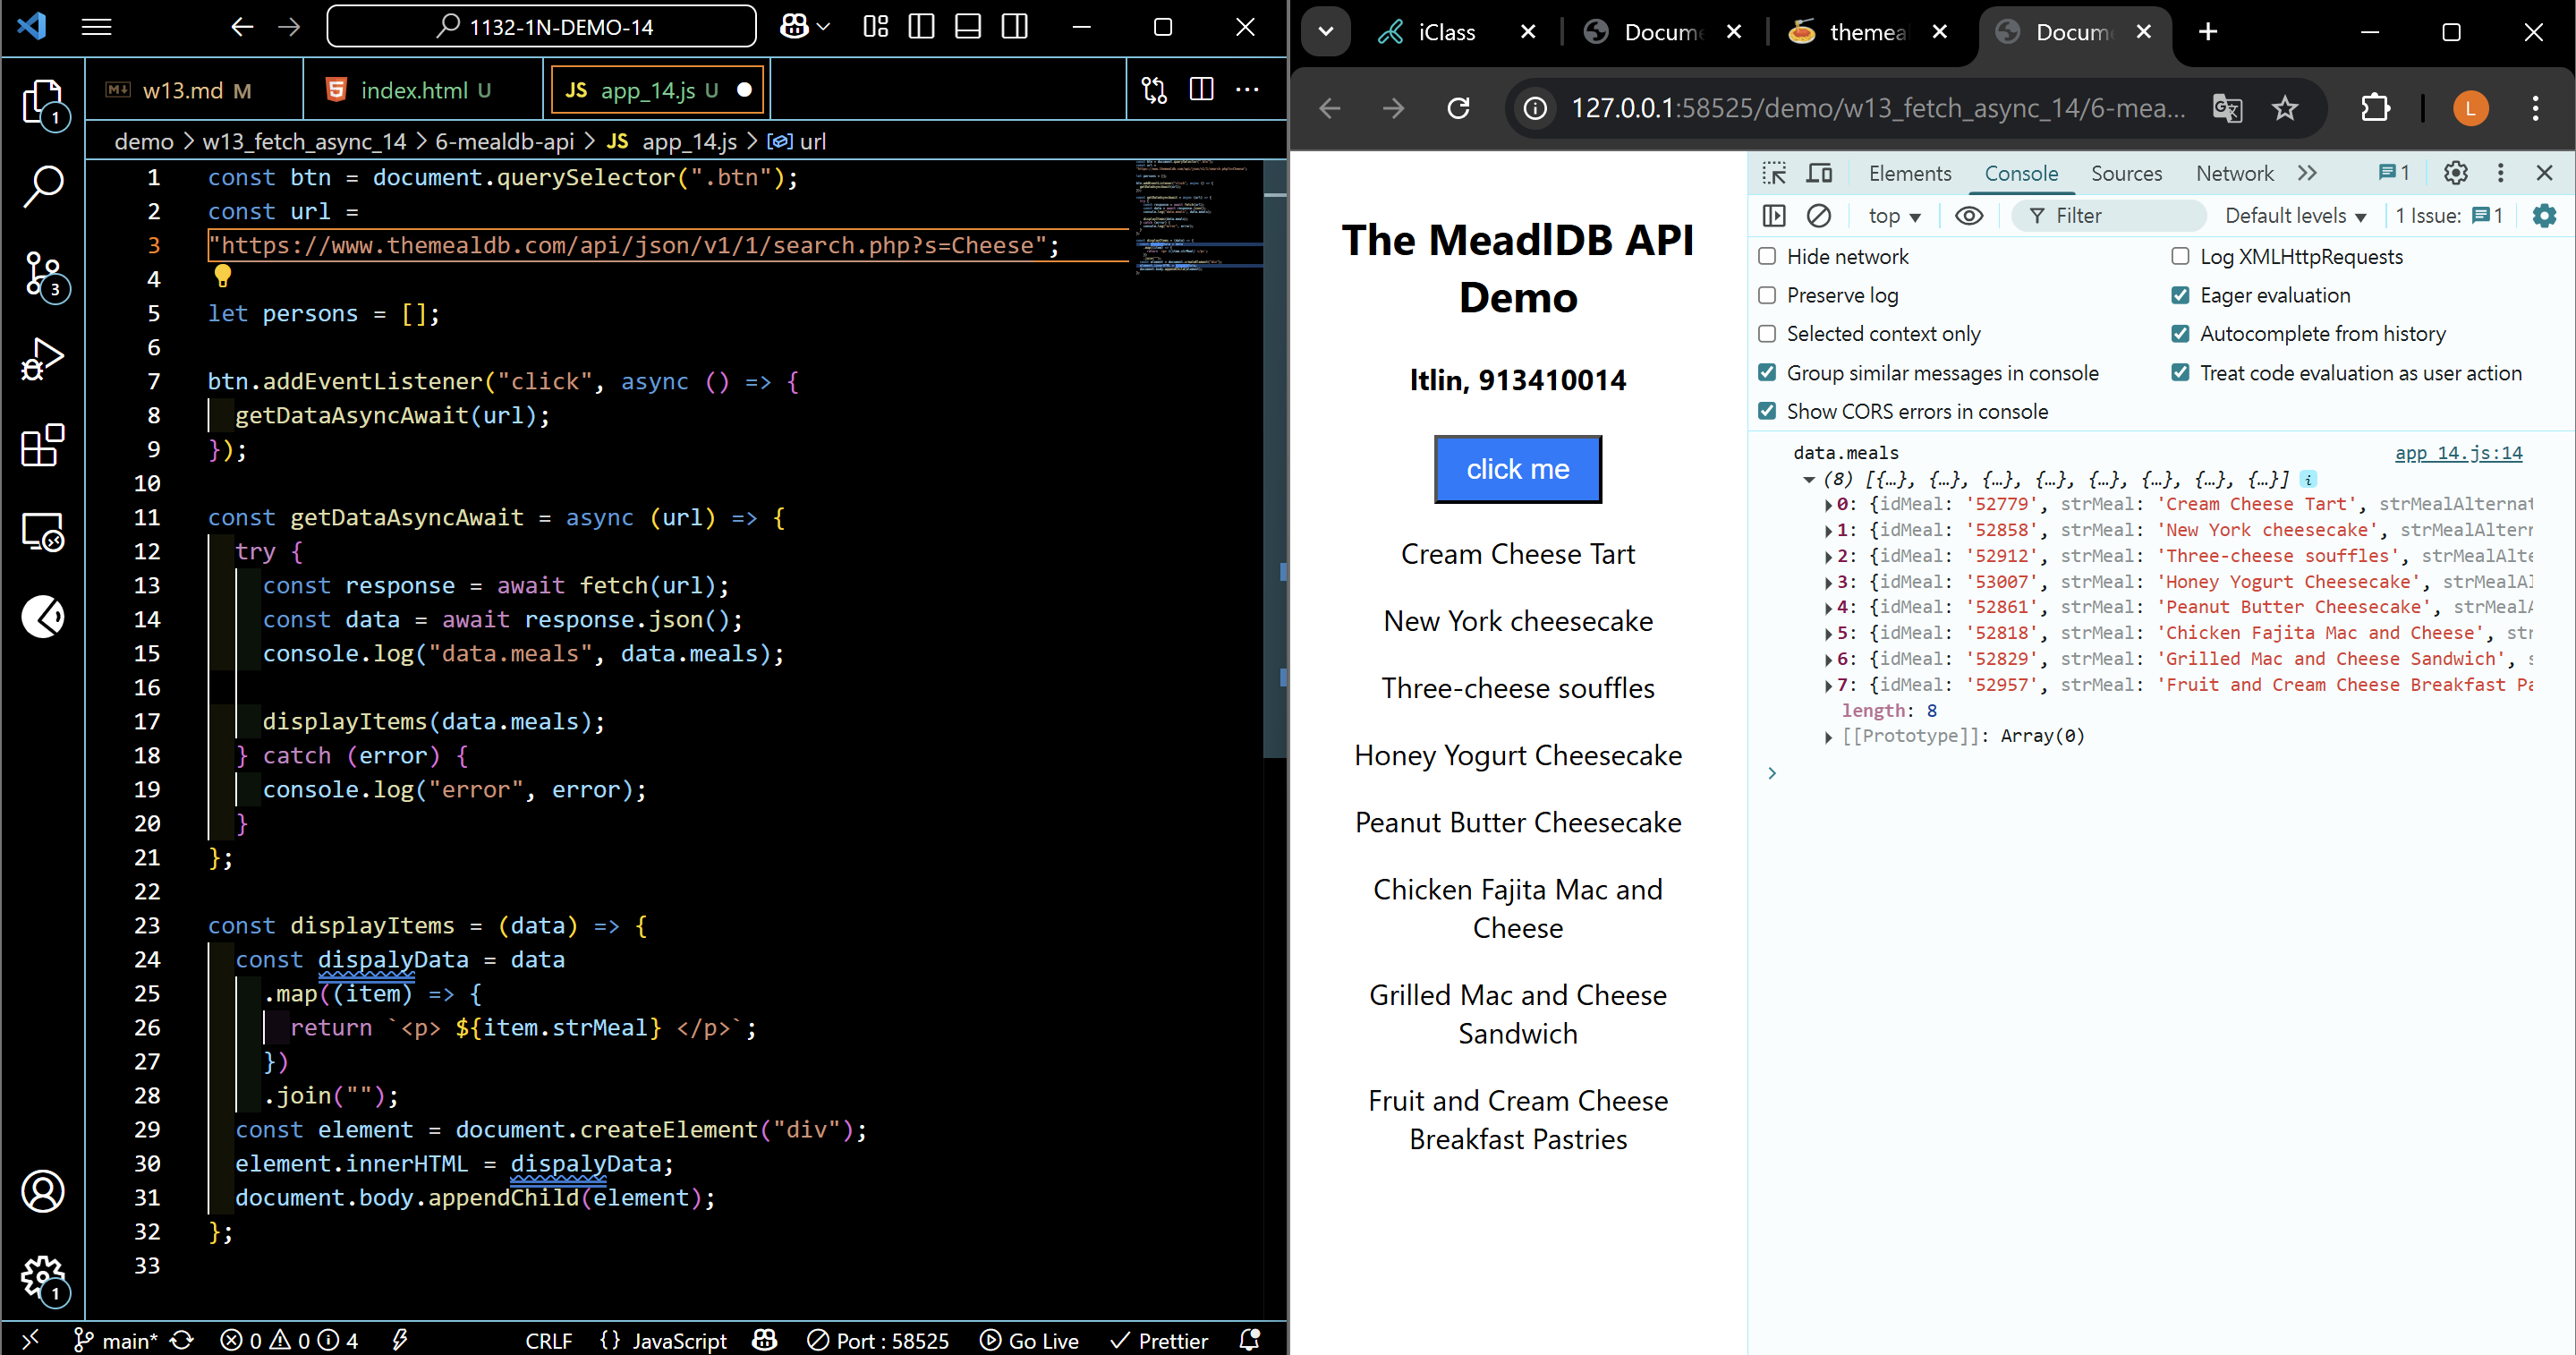 1132-1N-DEMO-14
w13.md M
index.html U
JS app_14.js U
demo > w13_fetch_async_14 > 6-mealdb-api > JS app_14.js > url
1 const btn = document.querySelector(".btn");
2 const url =
3 "https://www.themealdb.com/api/json/v1/1/search.php?s=Cheese";
4
5 let persons = [];
6
7 btn.addEventListener("click", async () => {
8 getDataAsyncAwait(url);
9 });
10
11 const getDataAsyncAwait = async (url) => {
12 try {
13 const response = await fetch(url);
14 const data = await response.json();
15 console.log("data.meals", data.meals);
16
17 displayItems(data.meals);
18 } catch (error) {
19 console.log("error", error);
20 }
21 };
22
23 const displayItems = (data) => {
24 const dispalyData = data
25 .map((item) => {
26 return `<p> ${item.strMeal} </p>`;
27 })
28 .join("");
29 const element = document.createElement("div");
30 element.innerHTML = dispalyData;
31 document.body.appendChild(element);
32 };
33
1
3
1
main* 0 0 4 CRLF {} JavaScript Port : 58525 Go Live Prettier
iClass
Docum
themeal
Docum
127.0.0.1:58525/demo/w13_fetch_async_14/6-mea...
L
The MeadlDB API
Demo
ltlin, 913410014
click me
Cream Cheese Tart
New York cheesecake
Three-cheese souffles
Honey Yogurt Cheesecake
Peanut Butter Cheesecake
Chicken Fajita Mac and
Cheese
Grilled Mac and Cheese
Sandwich
Fruit and Cream Cheese
Breakfast Pastries
Elements Console Sources Network 1
top Filter Default levels 1 Issue: 1
Hide network
Log XMLHttpRequests
Preserve log
Eager evaluation
Selected context only
Autocomplete from history
Group similar messages in console
Treat code evaluation as user action
Show CORS errors in console
data.meals app_14.js:14
(8) [{…}, {…}, {…}, {…}, {…}, {…}, {…}, {…}]
0: {idMeal: '52779', strMeal: 'Cream Cheese Tart', strMealAlternat
1: {idMeal: '52858', strMeal: 'New York cheesecake', strMealAltern
2: {idMeal: '52912', strMeal: 'Three-cheese souffles', strMealAlte
3: {idMeal: '53007', strMeal: 'Honey Yogurt Cheesecake', strMealAl
4: {idMeal: '52861', strMeal: 'Peanut Butter Cheesecake', strMealA
5: {idMeal: '52818', strMeal: 'Chicken Fajita Mac and Cheese', str
6: {idMeal: '52829', strMeal: 'Grilled Mac and Cheese Sandwich', s
7: {idMeal: '52957', strMeal: 'Fruit and Cream Cheese Breakfast Pa
length: 8
[[Prototype]]: Array(0)